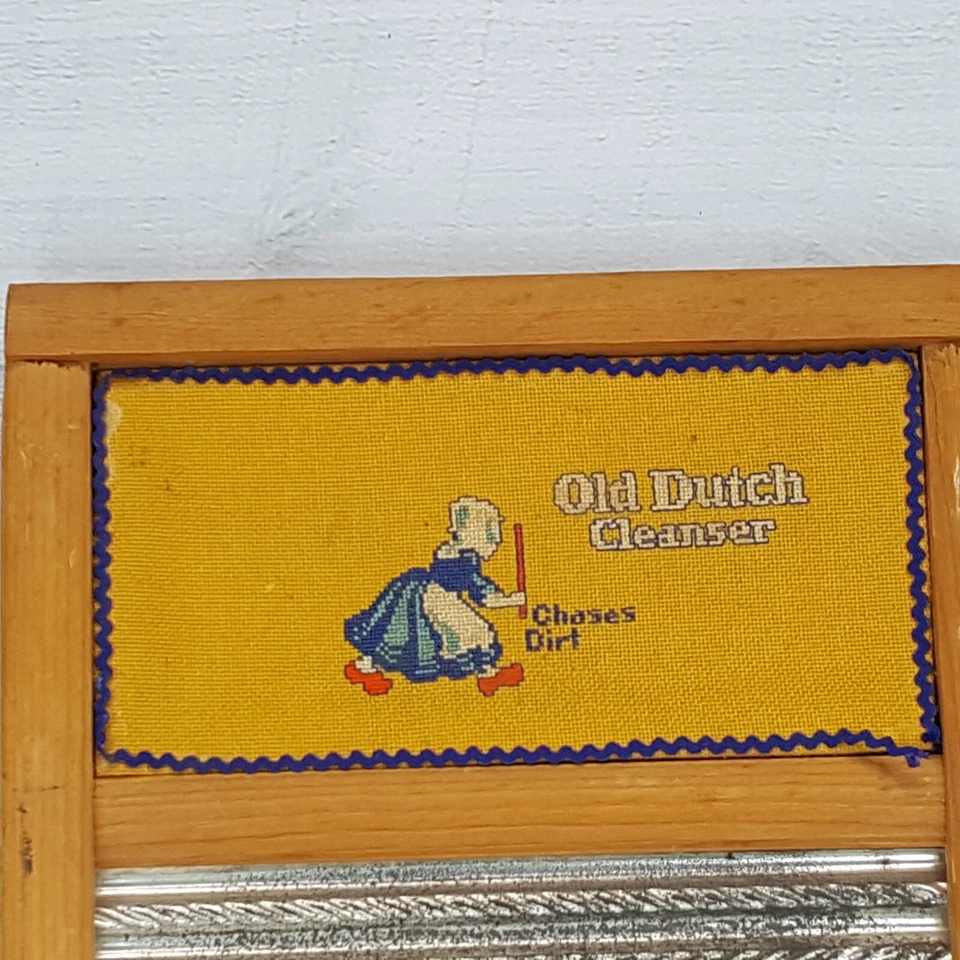 Old Dutch
Cleanser
Chases
Dirt